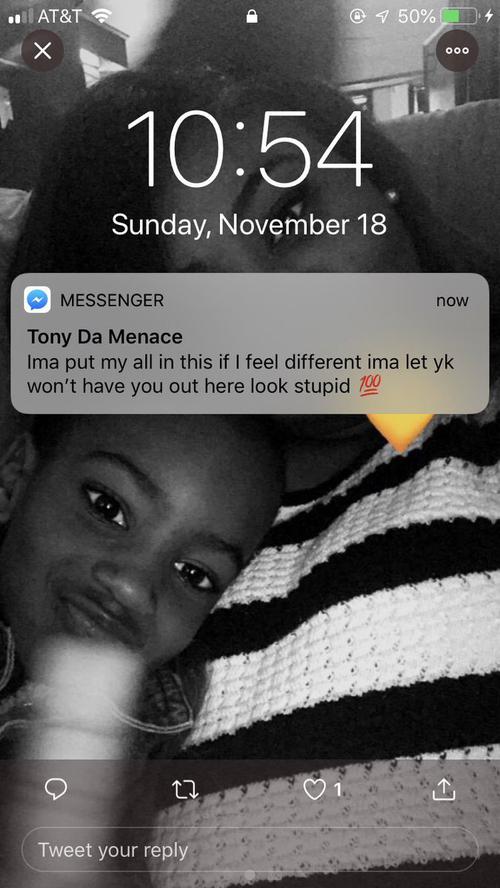 AT&T 50%
10:54
Sunday, November 18
MESSENGER now
Tony Da Menace
Ima put my all in this if I feel different ima let yk
won't have you out here look stupid 💯
1
Tweet your reply